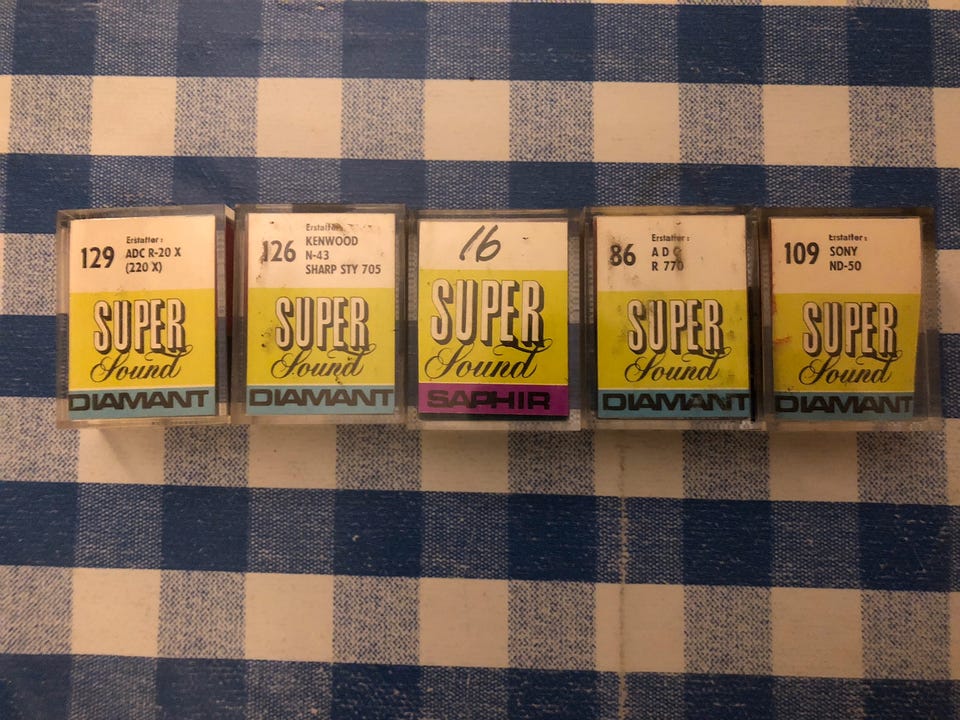 129
Erstatter:
ADC R-20 X
(220 X)
SUPER
Sound
DIAMANT
126
Erstatter:
KENWOOD
N-43
SHARP STY 705
SUPER
Sound
DIAMANT
16
SUPER
Sound
SAPHIR
86
Erstatter:
ADC
R 770
SUPER
Sound
DIAMANT
109
Erstatter:
SONY
ND-50
SUPER
Sound
DIAMANT